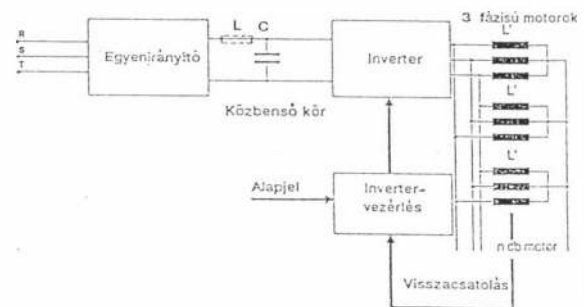 3 fázisú motorok
L C L'
R
S
T
Egyenirányító
Inverter
Közbenső kör
L'
L'
Alapjel
Inverter-
vezérlés
n db motor
Visszacsatolás